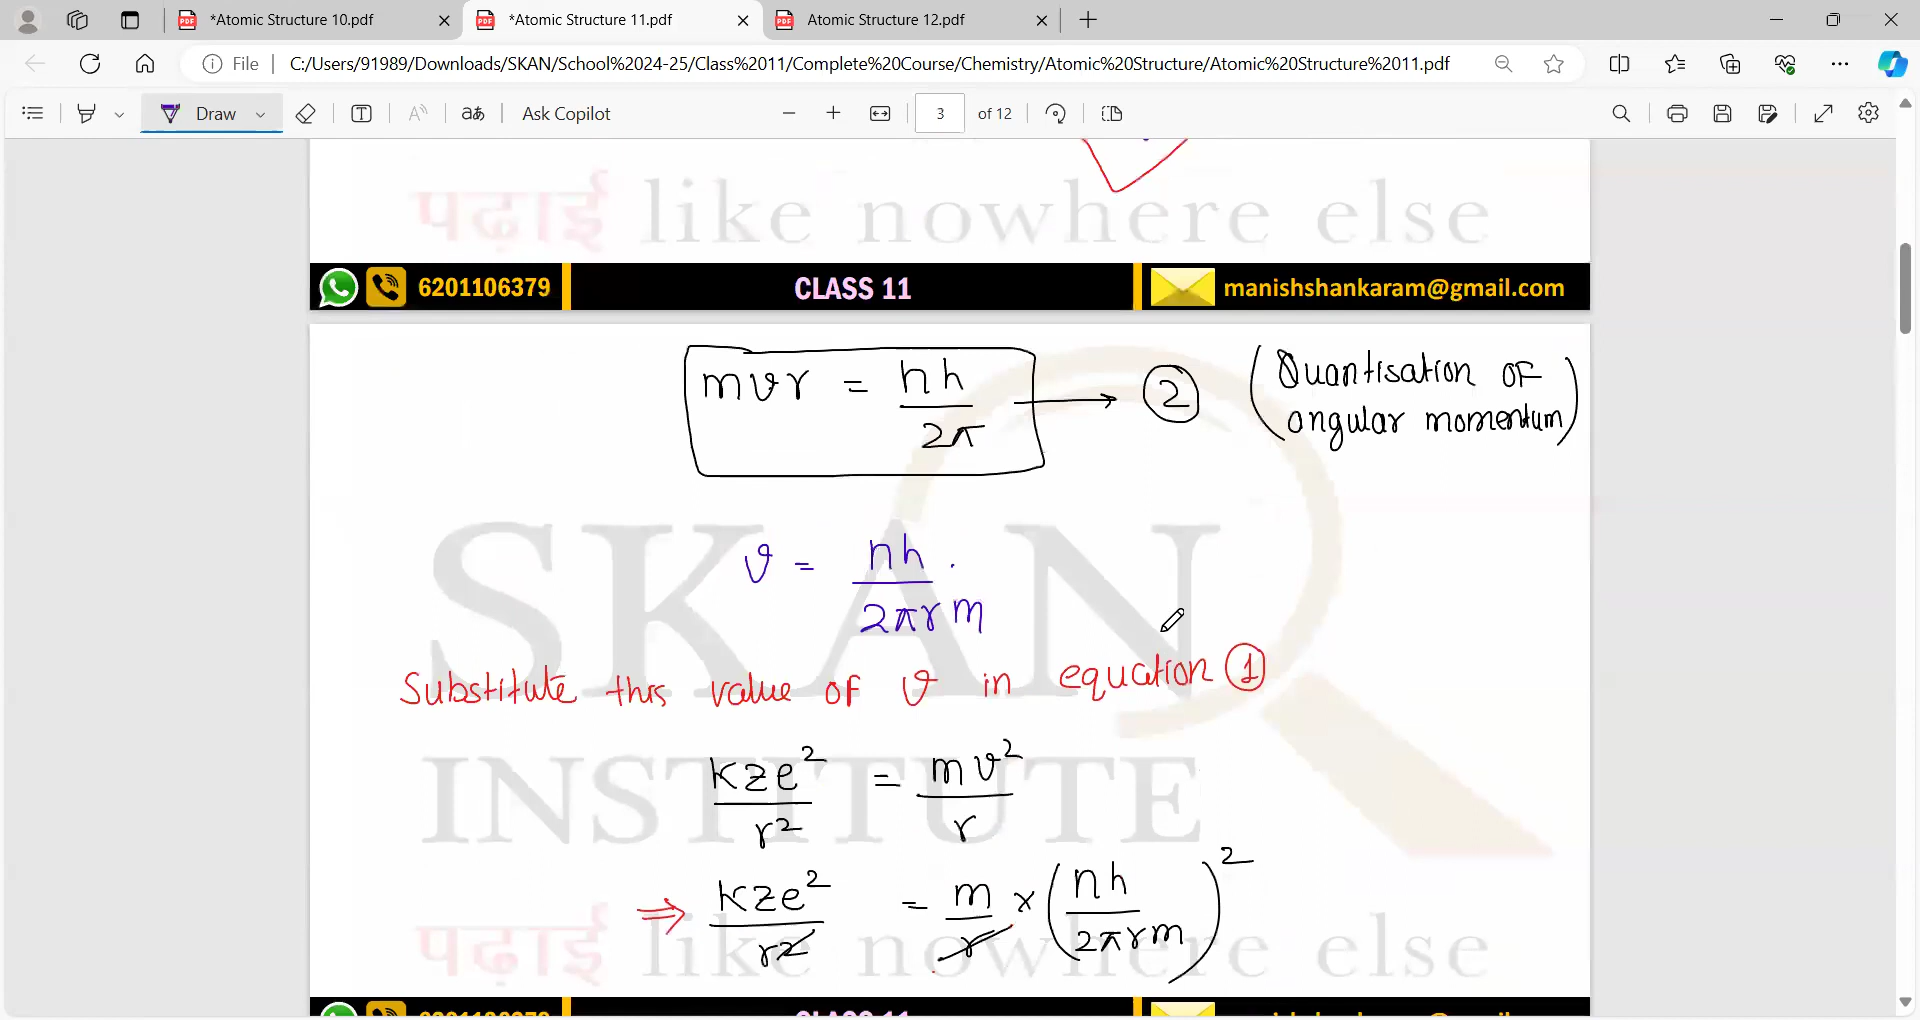 *Atomic Structure 10.pdf
*Atomic Structure 11.pdf
Atomic Structure 12.pdf
File
C:/Users/91989/Downloads/SKAN/School%2024-25/Class%2011/Complete%20Course/Chemistry/Atomic%20Structure/Atomic%20Structure%2011.pdf
Draw
aあ
Ask Copilot
3 of 12
पढ़ाई like nowhere else
6201106379
CLASS 11
manishshankaram@gmail.com
mvr = nh/2π → ② (Quantisation OF
angular momentum)
SKAN
v = nh/2πrm
Substitute this value of v in equation ①
INSTITUTE
kze²/r² = mv²/r
⇒ kze²/r² = m/r × (nh/2πrm)²
पढ़ाई like nowhere else